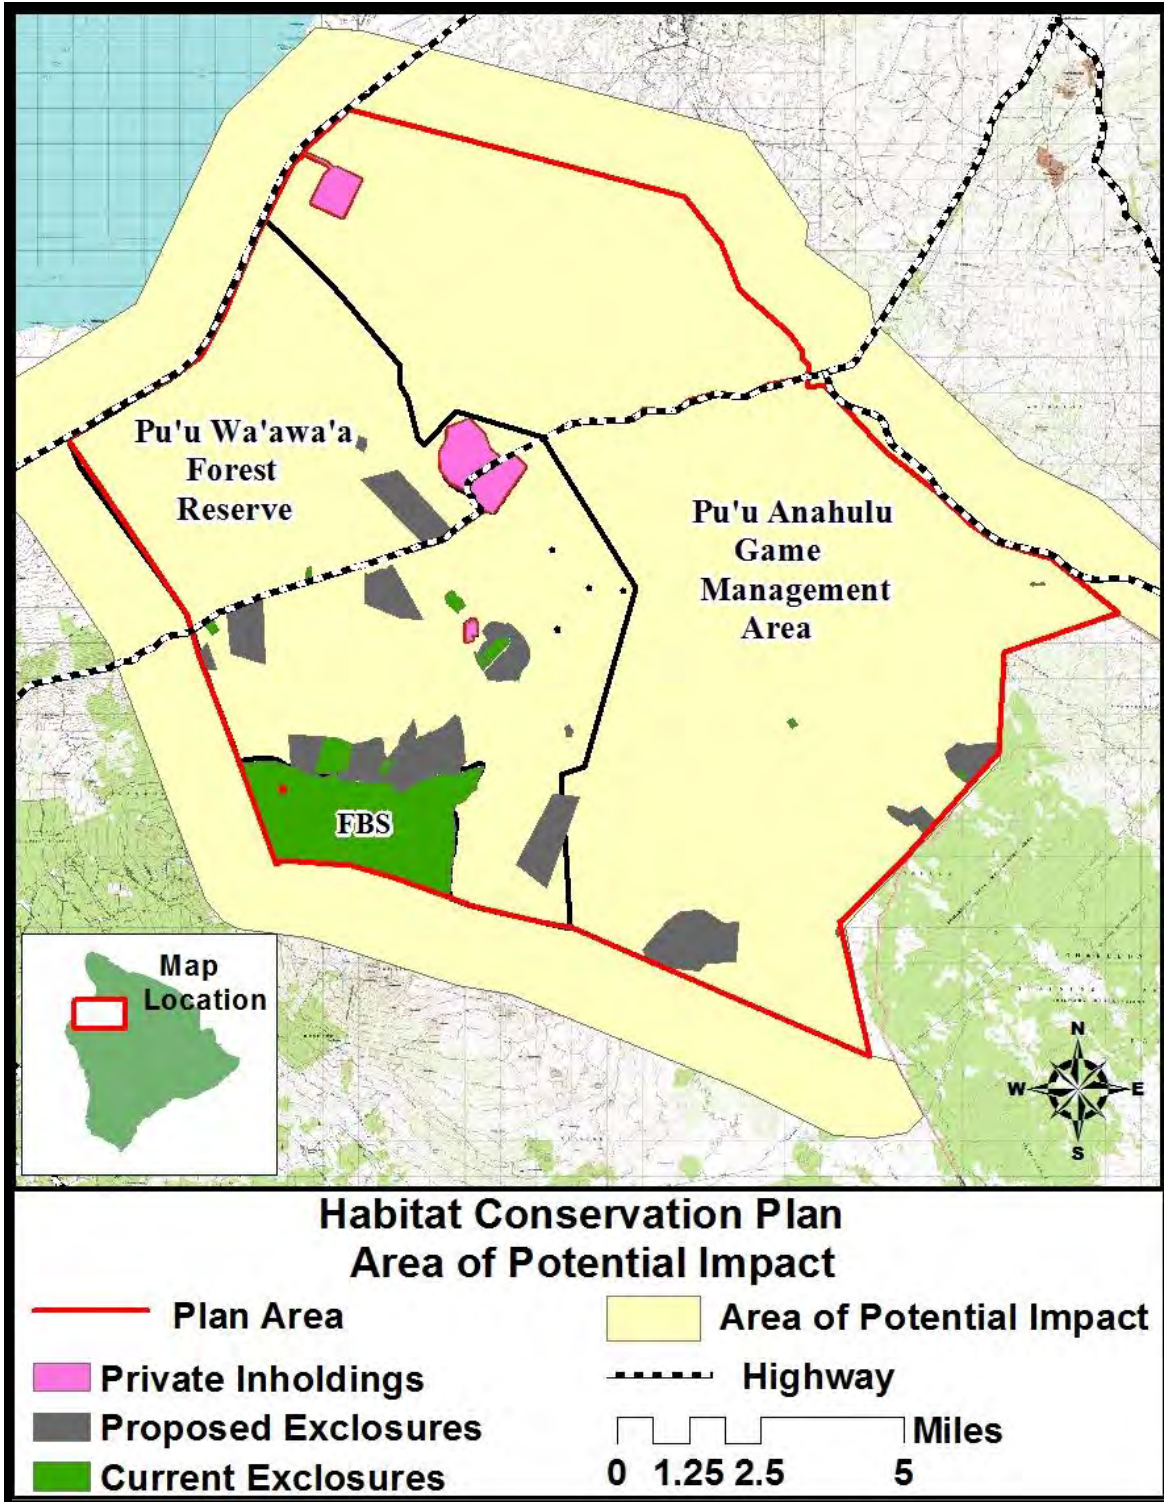 Pu'u Wa'awa'a
Forest
Reserve
Pu'u Anahulu
Game
Management
Area
FBS
Map
Location
N
W
E
S
Habitat Conservation Plan
Area of Potential Impact
Plan Area
Area of Potential Impact
Private Inholdings
Highway
Proposed Exclosures
Miles
Current Exclosures
0 1.25 2.5 5